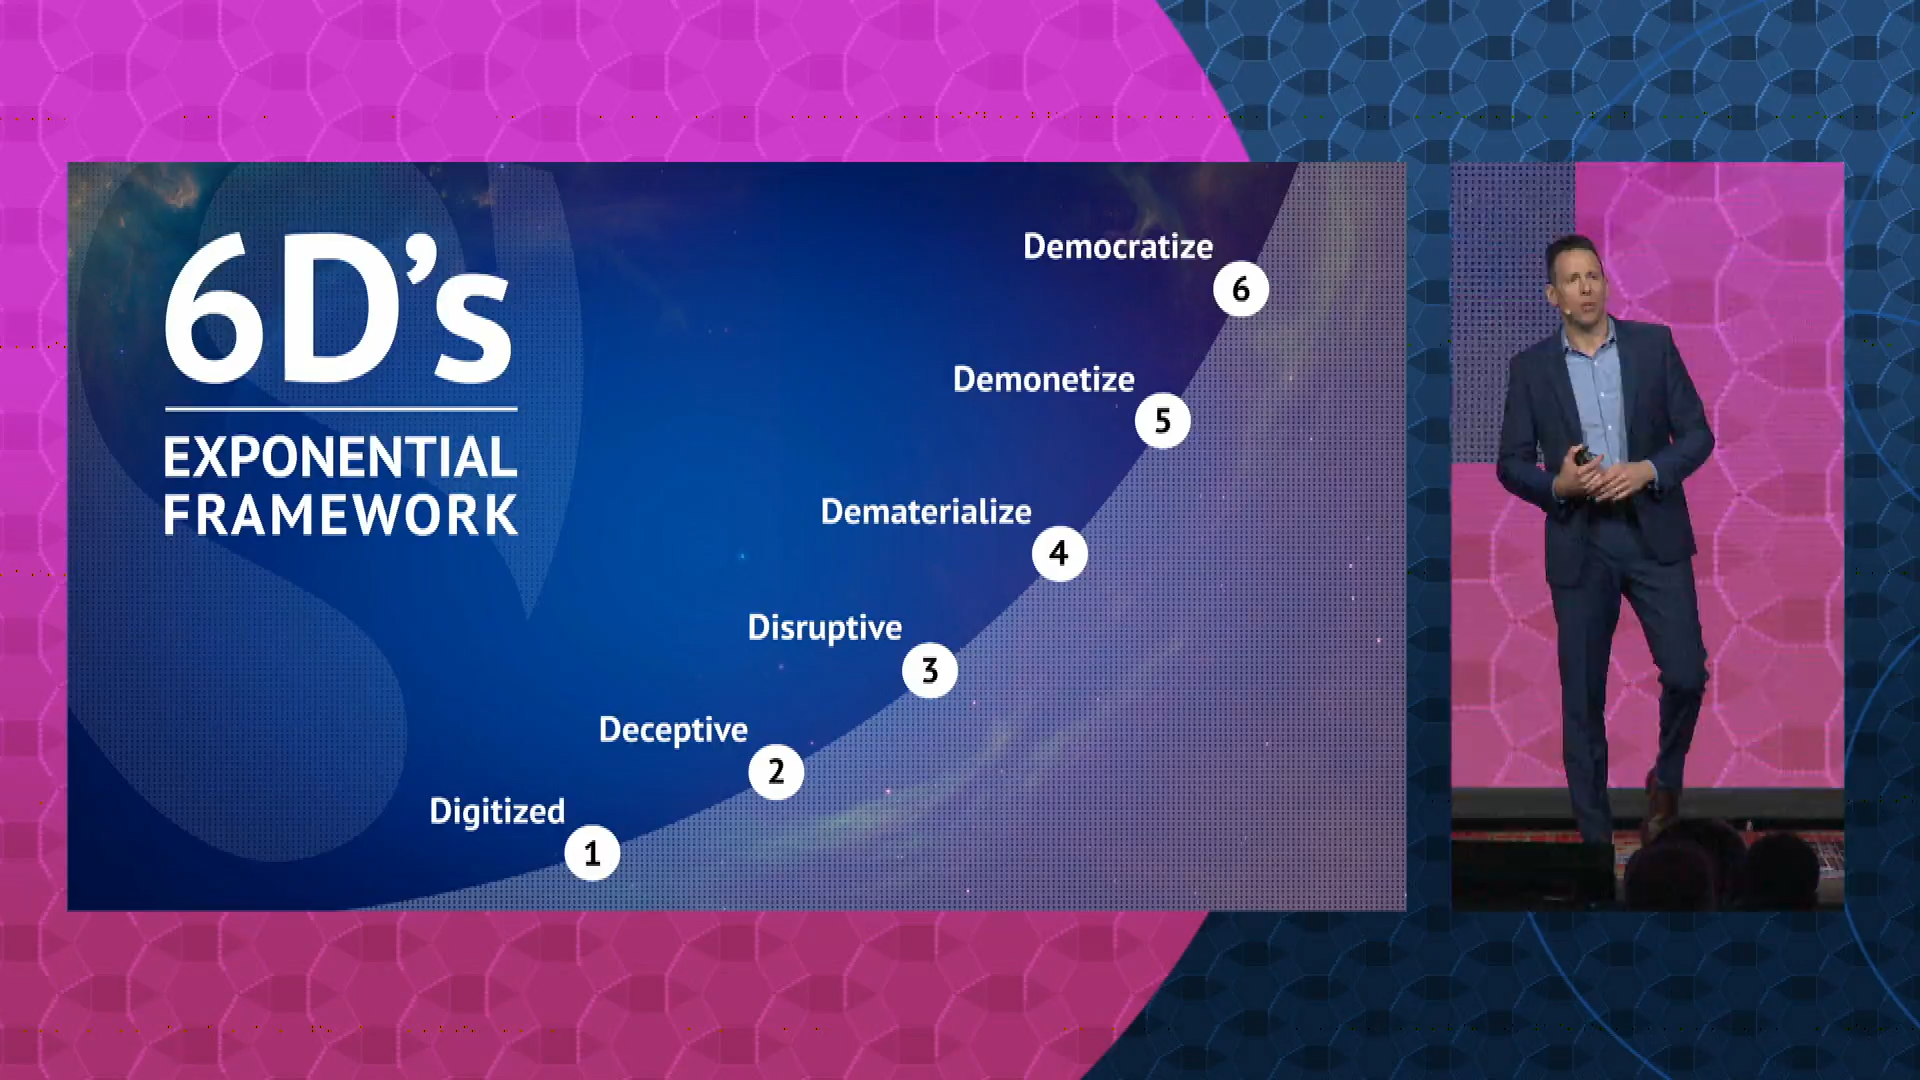 6D’s
EXPONENTIAL
FRAMEWORK
Democratize
6
Demonetize
5
Dematerialize
4
Disruptive
3
Deceptive
2
Digitized
1